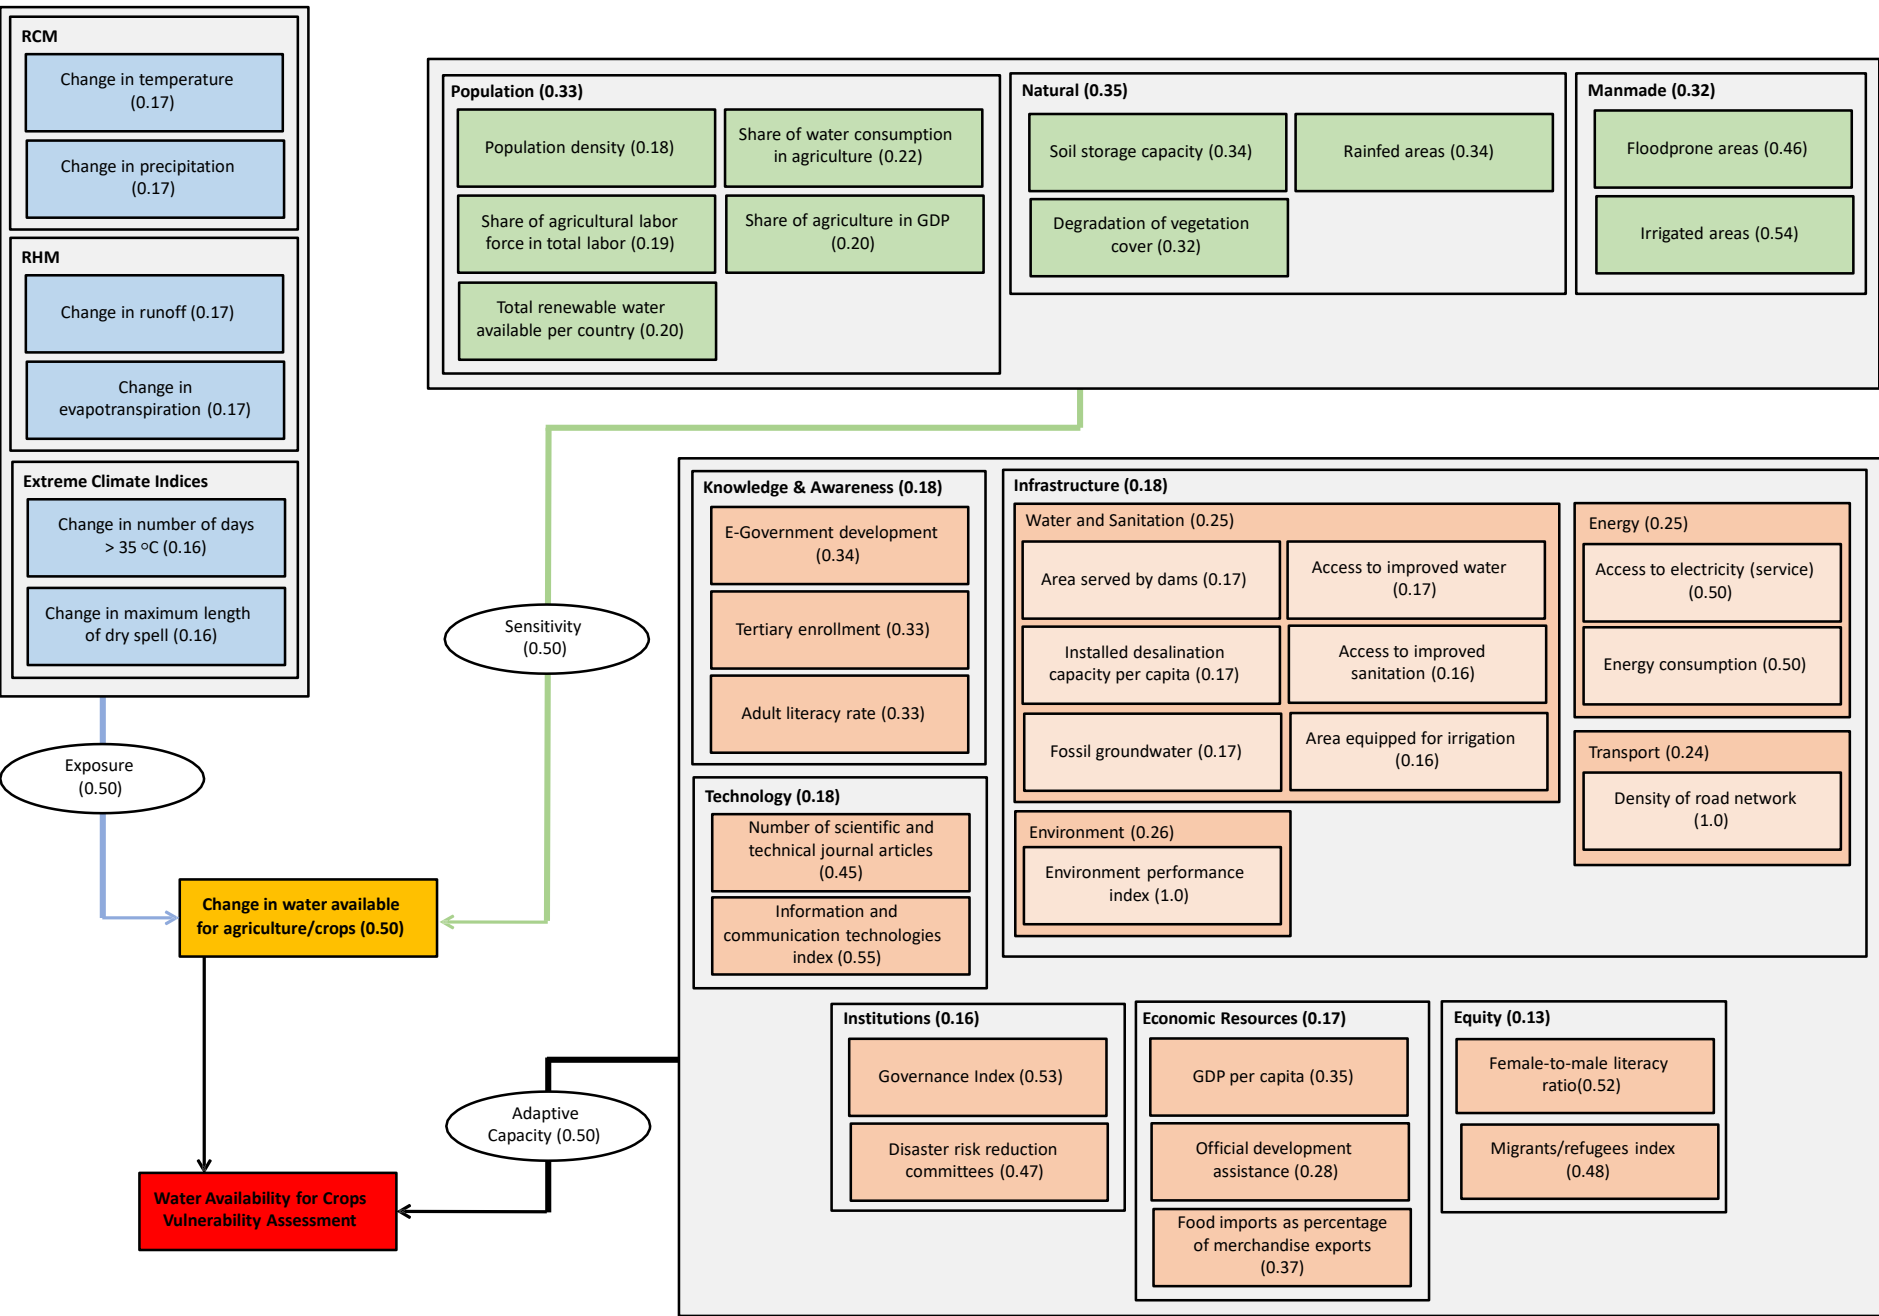 RCM
Change in temperature
(0.17)
Change in precipitation
(0.17)
RHM
Change in runoff (0.17)
Change in
evapotranspiration (0.17)
Extreme Climate Indices
Change in number of days
> 35 ºC (0.16)
Change in maximum length
of dry spell (0.16)
Exposure
(0.50)
Population (0.33)
Population density (0.18)
Share of water consumption
in agriculture (0.22)
Share of agricultural labor
force in total labor (0.19)
Share of agriculture in GDP
(0.20)
Total renewable water
available per country (0.20)
Natural (0.35)
Soil storage capacity (0.34)
Rainfed areas (0.34)
Degradation of vegetation
cover (0.32)
Manmade (0.32)
Floodprone areas (0.46)
Irrigated areas (0.54)
Sensitivity
(0.50)
Knowledge & Awareness (0.18)
E-Government development
(0.34)
Tertiary enrollment (0.33)
Adult literacy rate (0.33)
Technology (0.18)
Number of scientific and
technical journal articles
(0.45)
Information and
communication technologies
index (0.55)
Infrastructure (0.18)
Water and Sanitation (0.25)
Area served by dams (0.17)
Access to improved water
(0.17)
Installed desalination
capacity per capita (0.17)
Access to improved
sanitation (0.16)
Fossil groundwater (0.17)
Area equipped for irrigation
(0.16)
Energy (0.25)
Access to electricity (service)
(0.50)
Energy consumption (0.50)
Transport (0.24)
Density of road network
(1.0)
Environment (0.26)
Environment performance
index (1.0)
Change in water available
for agriculture/crops (0.50)
Institutions (0.16)
Governance Index (0.53)
Disaster risk reduction
committees (0.47)
Economic Resources (0.17)
GDP per capita (0.35)
Official development
assistance (0.28)
Food imports as percentage
of merchandise exports
(0.37)
Equity (0.13)
Female-to-male literacy
ratio(0.52)
Migrants/refugees index
(0.48)
Adaptive
Capacity (0.50)
Water Availability for Crops
Vulnerability Assessment